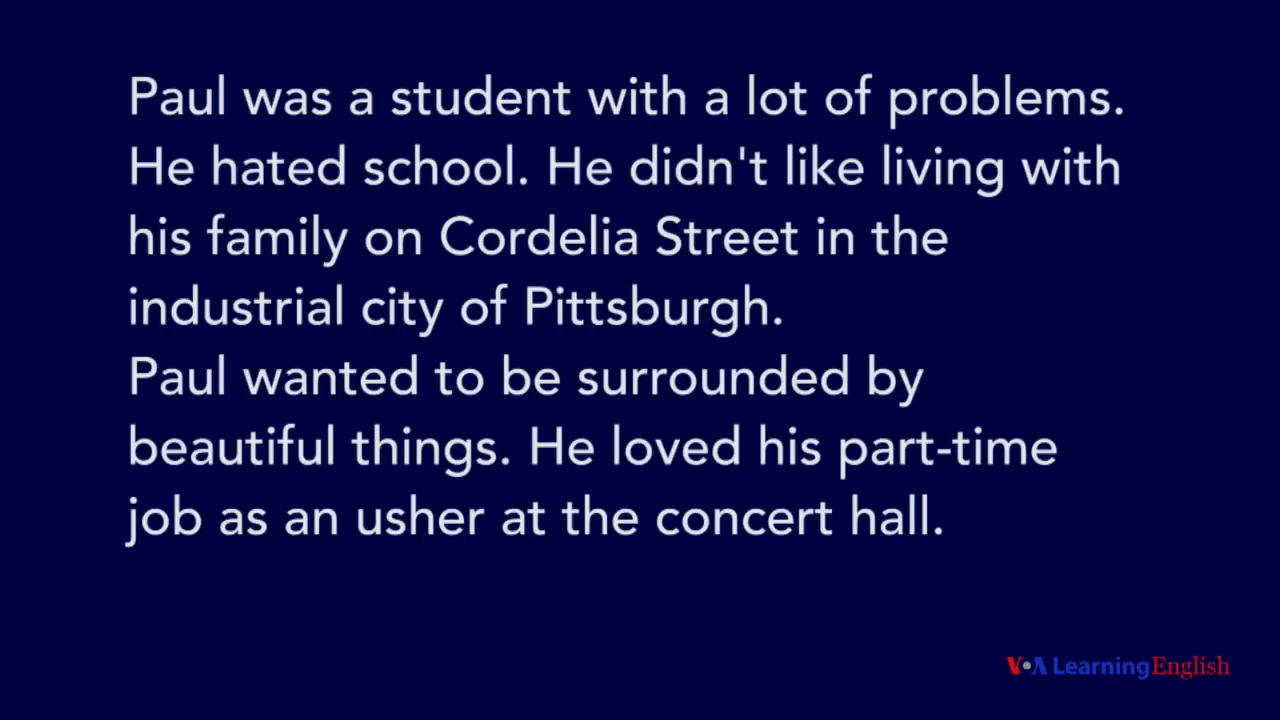 Paul was a student with a lot of problems.
He hated school. He didn't like living with
his family on Cordelia Street in the
industrial city of Pittsburgh.
Paul wanted to be surrounded by
beautiful things. He loved his part-time
job as an usher at the concert hall.
VOA Learning English